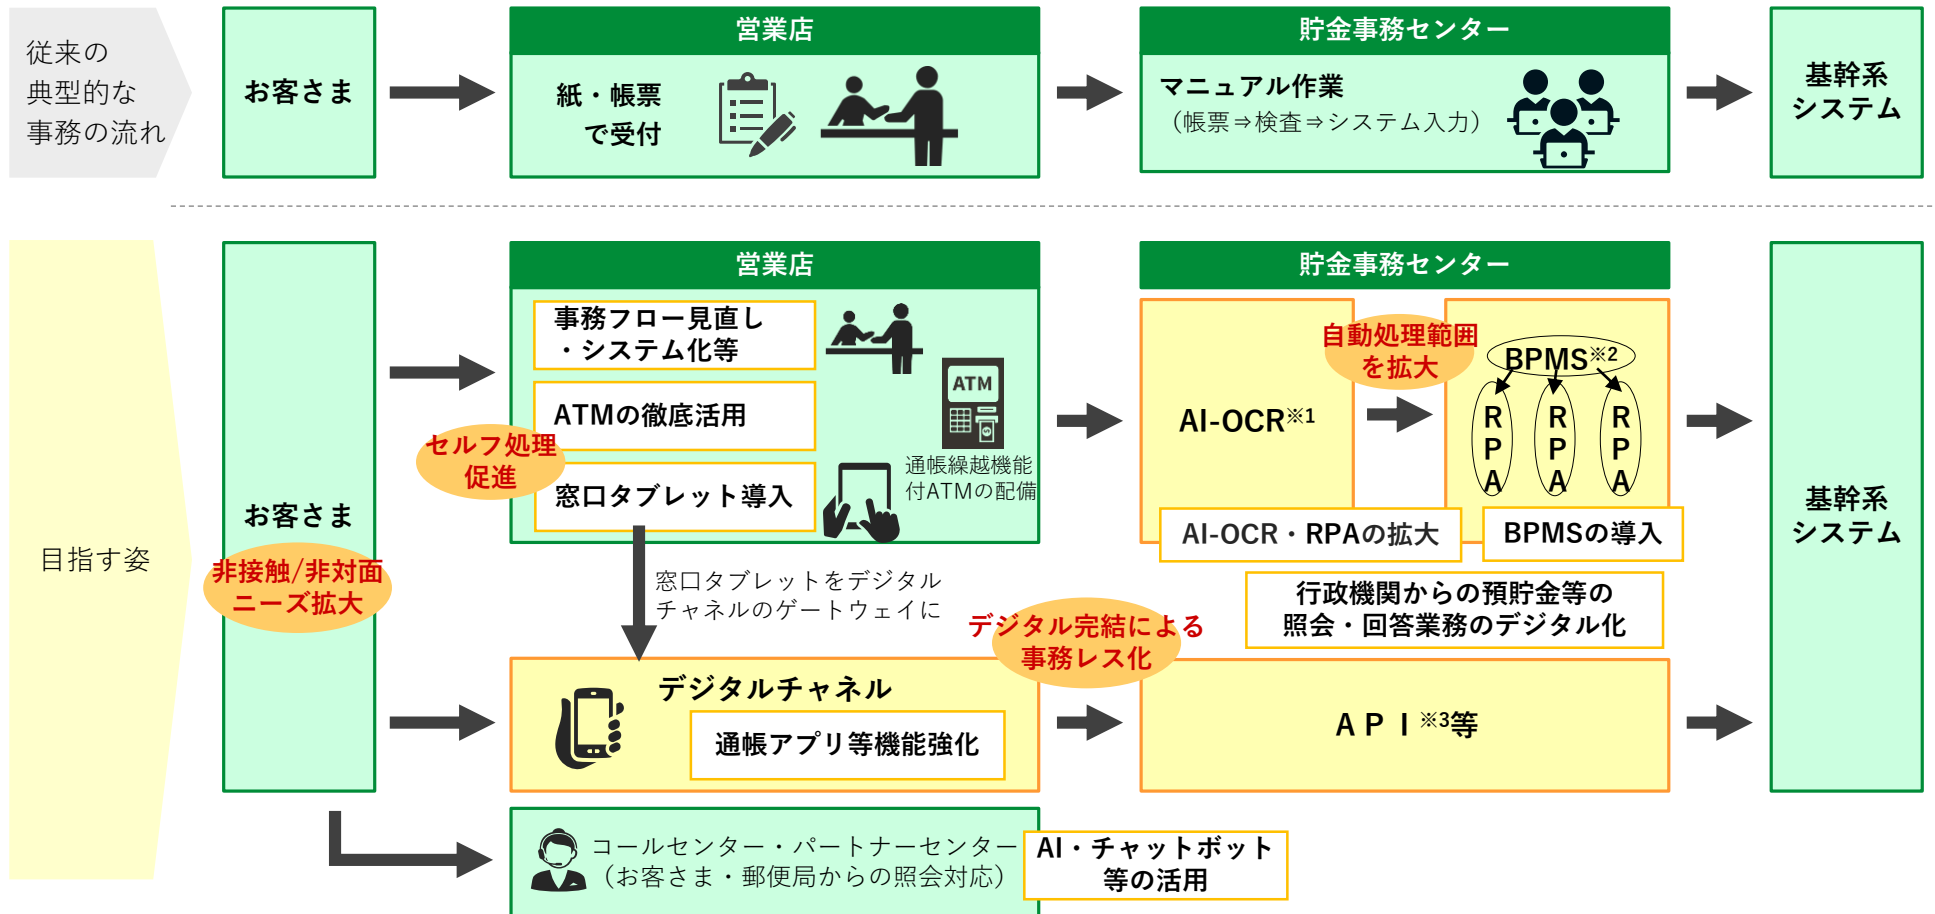 従来の
典型的な
事務の流れ
お客さま
営業店
紙・帳票
で受付
貯金事務センター
マニュアル作業
（帳票⇒検査⇒システム入力）
基幹系
システム
目指す姿
お客さま
非接触/非対面
ニーズ拡大
営業店
事務フロー見直し
・システム化等
ATMの徹底活用
セルフ処理
促進
窓口タブレット導入
ATM
通帳繰越機能
付ATMの配備
窓口タブレットをデジタル
チャネルのゲートウェイに
貯金事務センター
AI-OCR※1
自動処理範囲
を拡大
BPMS※2
RPA
RPA
RPA
AI-OCR・RPAの拡大
BPMSの導入
行政機関からの預貯金等の
照会・回答業務のデジタル化
デジタル完結による
事務レス化
デジタルチャネル
通帳アプリ等機能強化
ＡＰＩ※3等
基幹系
システム
コールセンター・パートナーセンター
（お客さま・郵便局からの照会対応）
AI・チャットボット
等の活用